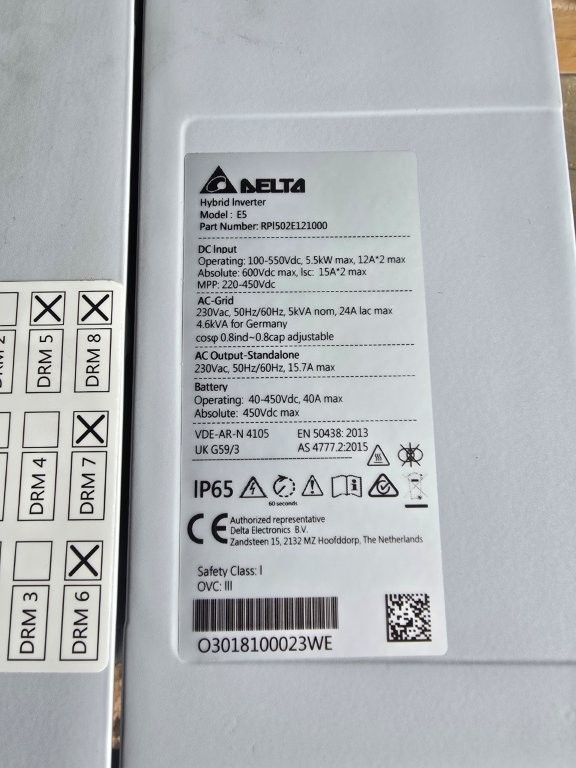 DELTA
Hybrid Inverter
Model : E5
Part Number: RPI502E121000
DC Input
Operating: 100-550Vdc, 5.5kW max, 12A*2 max
Absolute: 600Vdc max, Isc: 15A*2 max
MPP: 220-450Vdc
AC-Grid
230Vac, 50Hz/60Hz, 5kVA nom, 24A Iac max
4.6kVA for Germany
cosφ 0.8ind~0.8cap adjustable
AC Output-Standalone
230Vac, 50Hz/60Hz, 15.7A max
Battery
Operating: 40-450Vdc, 40A max
Absolute: 450Vdc max
VDE-AR-N 4105 EN 50438: 2013
UK G59/3 AS 4777.2:2015
IP65
60 seconds
CE Authorized representative
Delta Electronics B.V.
Zandsteen 15, 2132 MZ Hoofddorp, The Netherlands
Safety Class: I
OVC: III
O3018100023WE
DRM 5
DRM 8
DRM 4
DRM 7
DRM 3
DRM 6